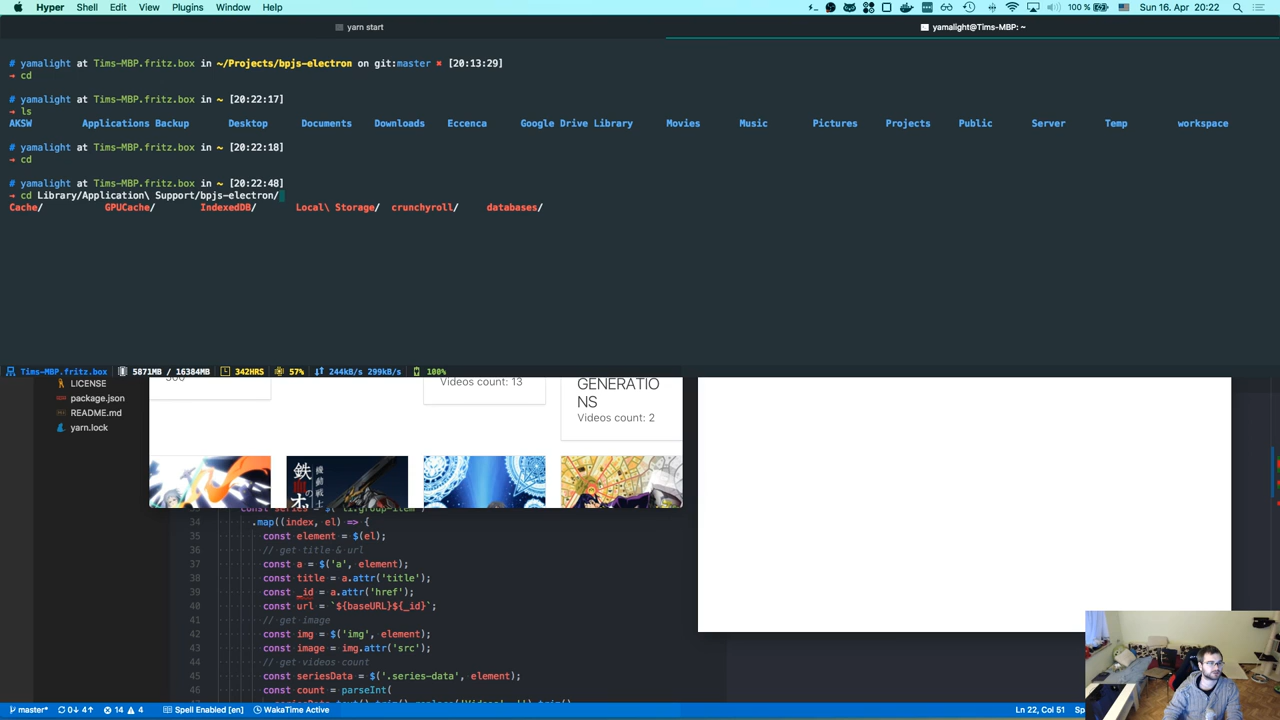 Hyper Shell Edit View Plugins Window Help 100 % Sun 16. Apr 20:22
yarn start yamalight@Tims-MBP: ~
# yamalight at Tims-MBP.fritz.box in ~/Projects/bpjs-electron on git:master ✖ [20:13:29]
→ cd
# yamalight at Tims-MBP.fritz.box in ~ [20:22:17]
→ ls
AKSW Applications Backup Desktop Documents Downloads Eccenca Google Drive Library Movies Music Pictures Projects Public Server Temp workspace
# yamalight at Tims-MBP.fritz.box in ~ [20:22:18]
→ cd
# yamalight at Tims-MBP.fritz.box in ~ [20:22:48]
→ cd Library/Application\ Support/bpjs-electron/
Cache/ GPUCache/ IndexedDB/ Local\ Storage/ crunchyroll/ databases/
Tims-MBP.fritz.box 5871MB / 16384MB 342HRS 57% 244kB/s 299kB/s 100%
LICENSE
package.json
README.md
yarn.lock
Videos count: 13
GENERATIO
NS
Videos count: 2
34 .map((index, el) => {
35 const element = $(el);
36 // get title & url
37 const a = $('a', element);
38 const title = a.attr('title');
39 const _id = a.attr('href');
40 const url = `${baseURL}${_id}`;
41 // get image
42 const img = $('img', element);
43 const image = img.attr('src');
44 // get videos count
45 const seriesData = $('.series-data', element);
46 const count = parseInt(
master* 0↓ 4↑ 14 4 Spell Enabled [en] WakaTime Active Ln 22, Col 51